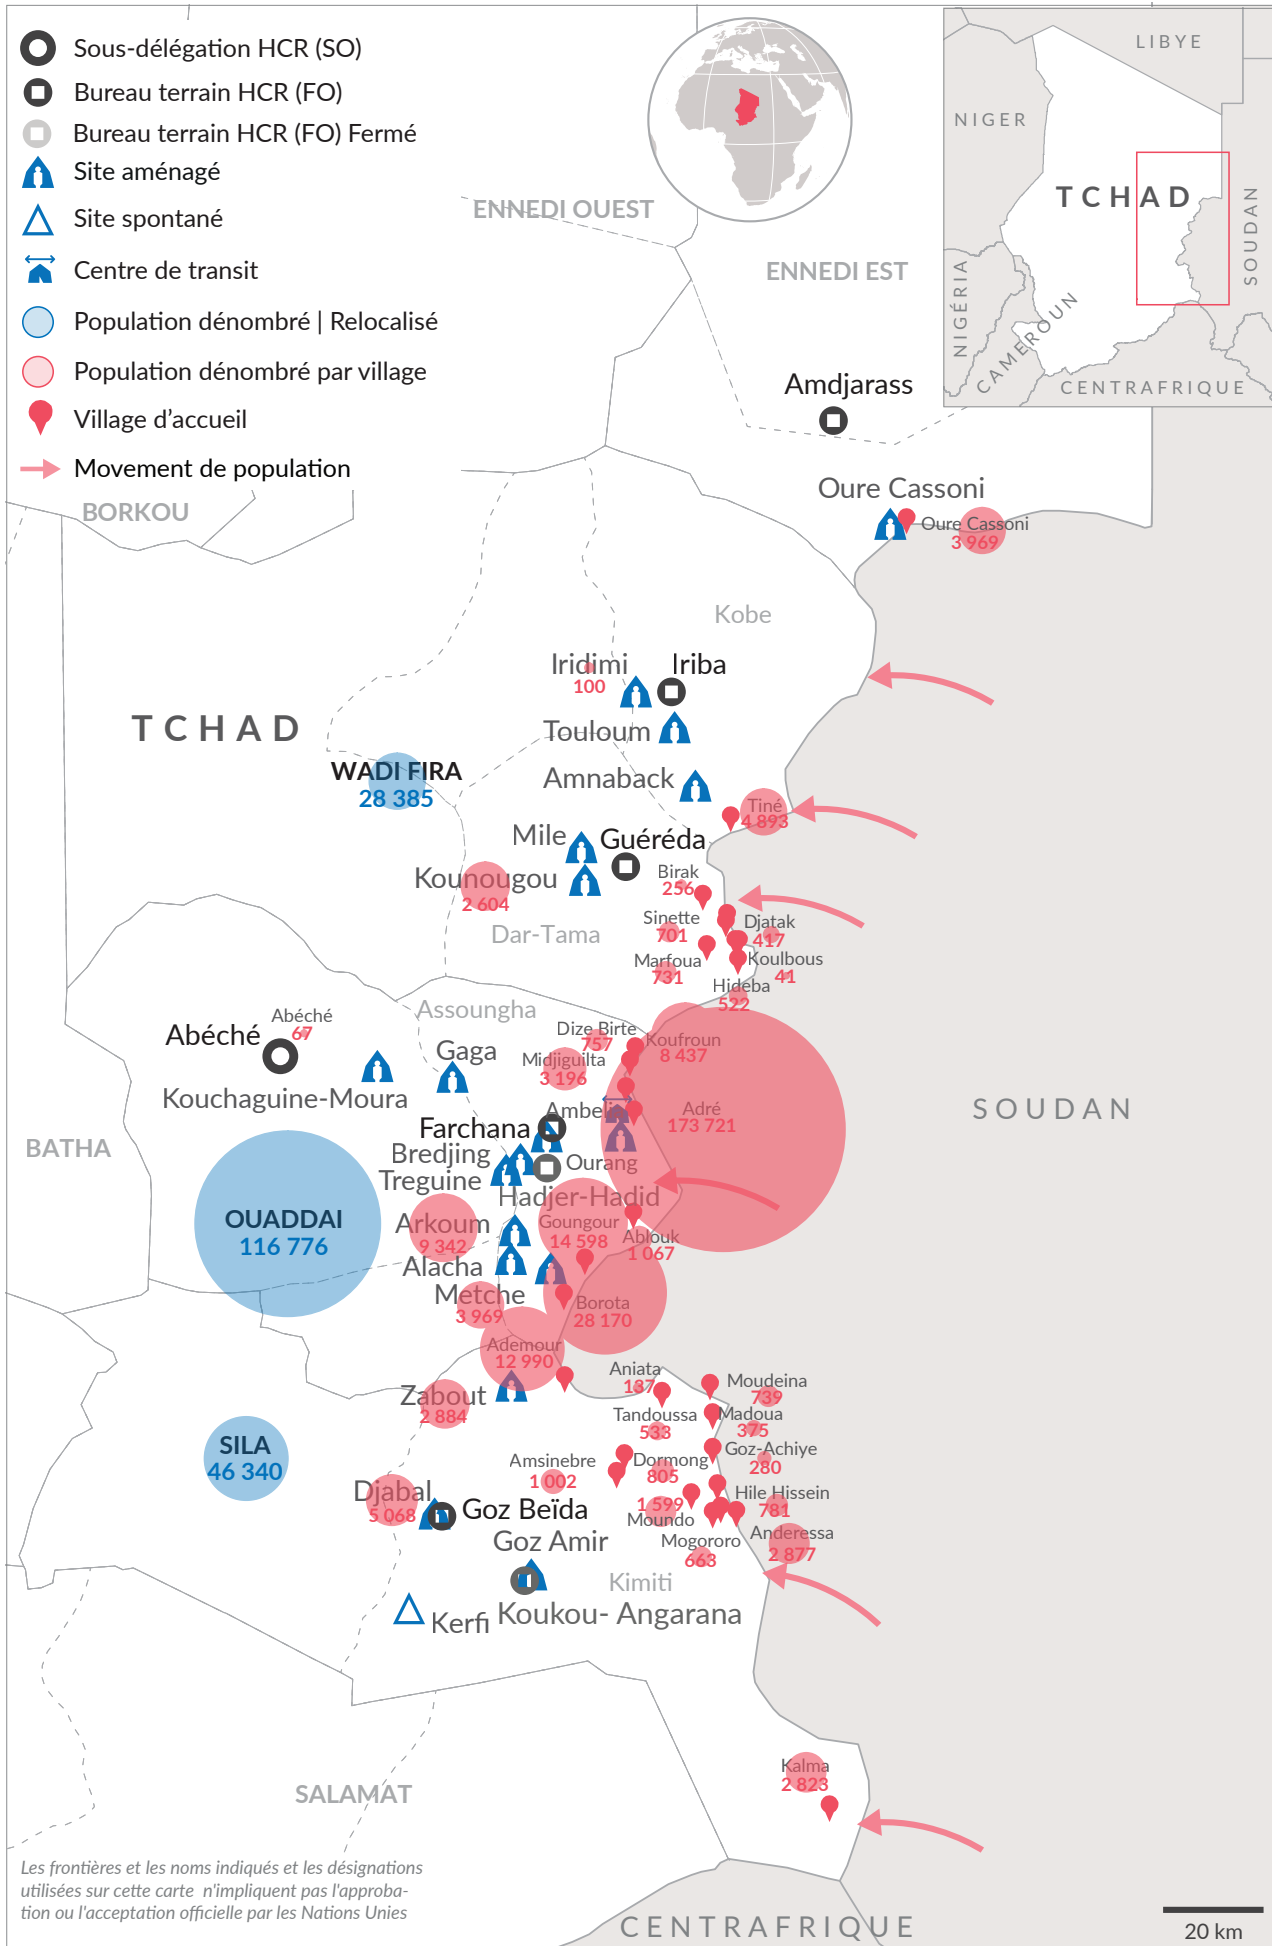 Sous-délégation HCR (SO)
Bureau terrain HCR (FO)
Bureau terrain HCR (FO) Fermé
Site aménagé
Site spontané
Centre de transit
Population dénombré | Relocalisé
Population dénombré par village
Village d'accueil
Movement de population
LIBYE
NIGER
TCHAD
SOUDAN
NIGÉRIA
CAMEROUN
CENTRAFRIQUE
ENNEDI OUEST
ENNEDI EST
Amdjarass
Oure Cassoni
Oure Cassoni
3 969
BORKOU
Kobe
Iridimi
100
Iriba
Touloum
TCHAD
WADI FIRA
28 385
Amnaback
Tiné
4 893
Mile
Guéréda
Kounougou
2 604
Birak
256
Sinette
701
Djatak
417
Dar-Tama
Marfoua
731
Koulbous
41
Hideba
522
Assoungha
Abéché
67
Abéché
Dize Birte
757
Koufroun
8 437
Gaga
Midjiguilta
3 196
Kouchaguine-Moura
Adré
173 721
SOUDAN
Farchana
BATHA
Bredjing
Ourang
Treguine
Hadjer-Hadid
OUADDAI
116 776
Arkoum
9 342
Goungour
14 598
Ablouk
1 067
Alacha
Metche
3 969
Borota
28 170
Ademour
12 990
Aniata
137
Moudeina
739
Zabout
2 884
Tandoussa
533
Madoua
375
SILA
46 340
Amsinebre
1 002
Dormong
805
Goz-Achiye
280
Djabal
5 068
Goz Beïda
1 599
Moundo
Hile Hissein
781
Goz Amir
Mogororo
663
Anderessa
2 877
Kimiti
Kerfi
Koukou- Angarana
Kalma
2 823
SALAMAT
Les frontières et les noms indiqués et les désignations
utilisées sur cette carte n'impliquent pas l'approba-
tion ou l'acceptation officielle par les Nations Unies
CENTRAFRIQUE
20 km